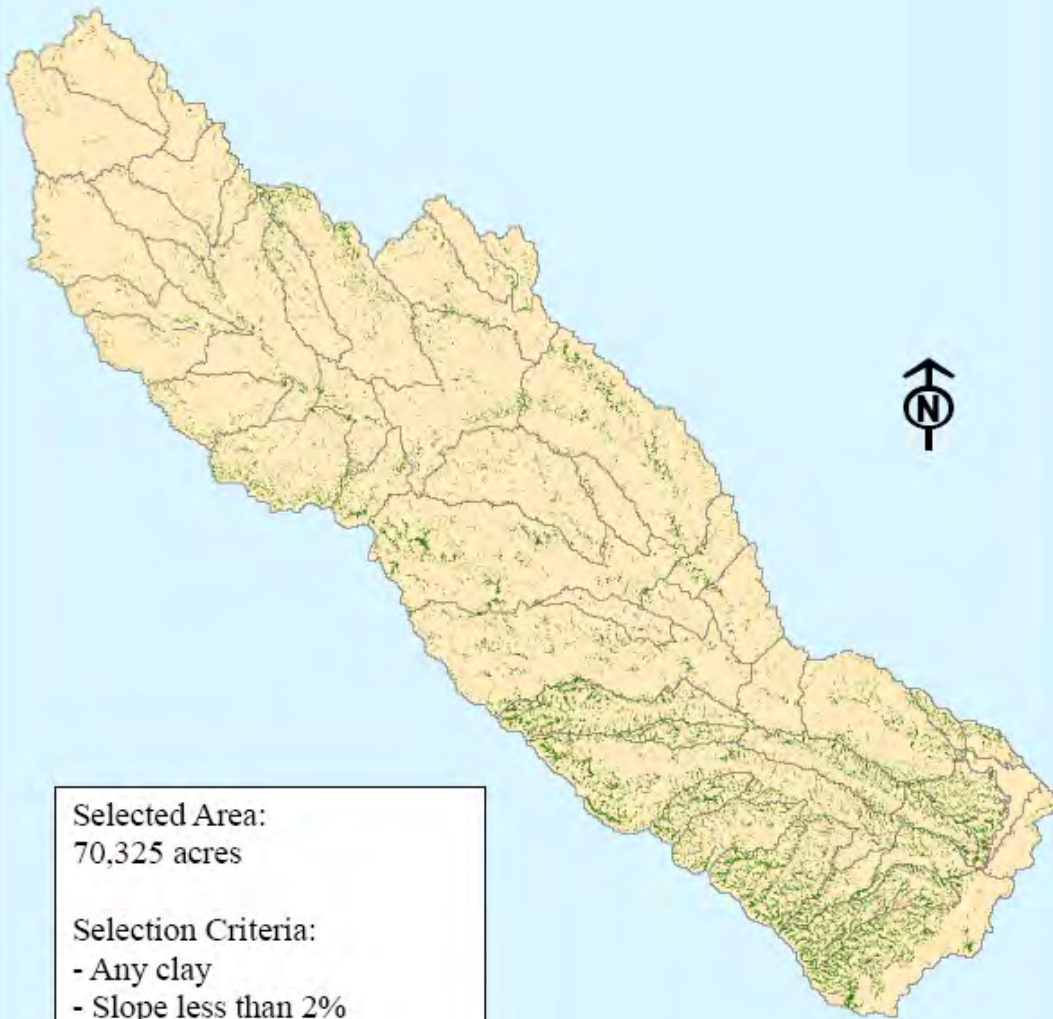 N
Selected Area:
70,325 acres
Selection Criteria:
- Any clay
- Slope less than 2%